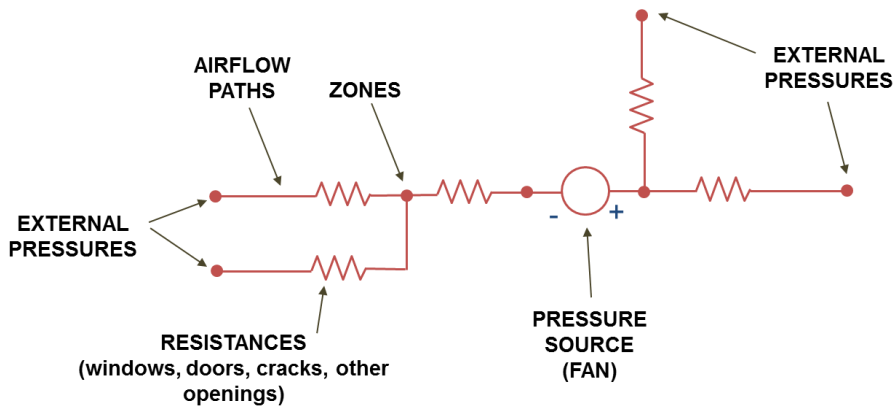 AIRFLOW
PATHS
ZONES
EXTERNAL
PRESSURES
EXTERNAL
PRESSURES
-
+
RESISTANCES
(windows, doors, cracks, other
openings)
PRESSURE
SOURCE
(FAN)